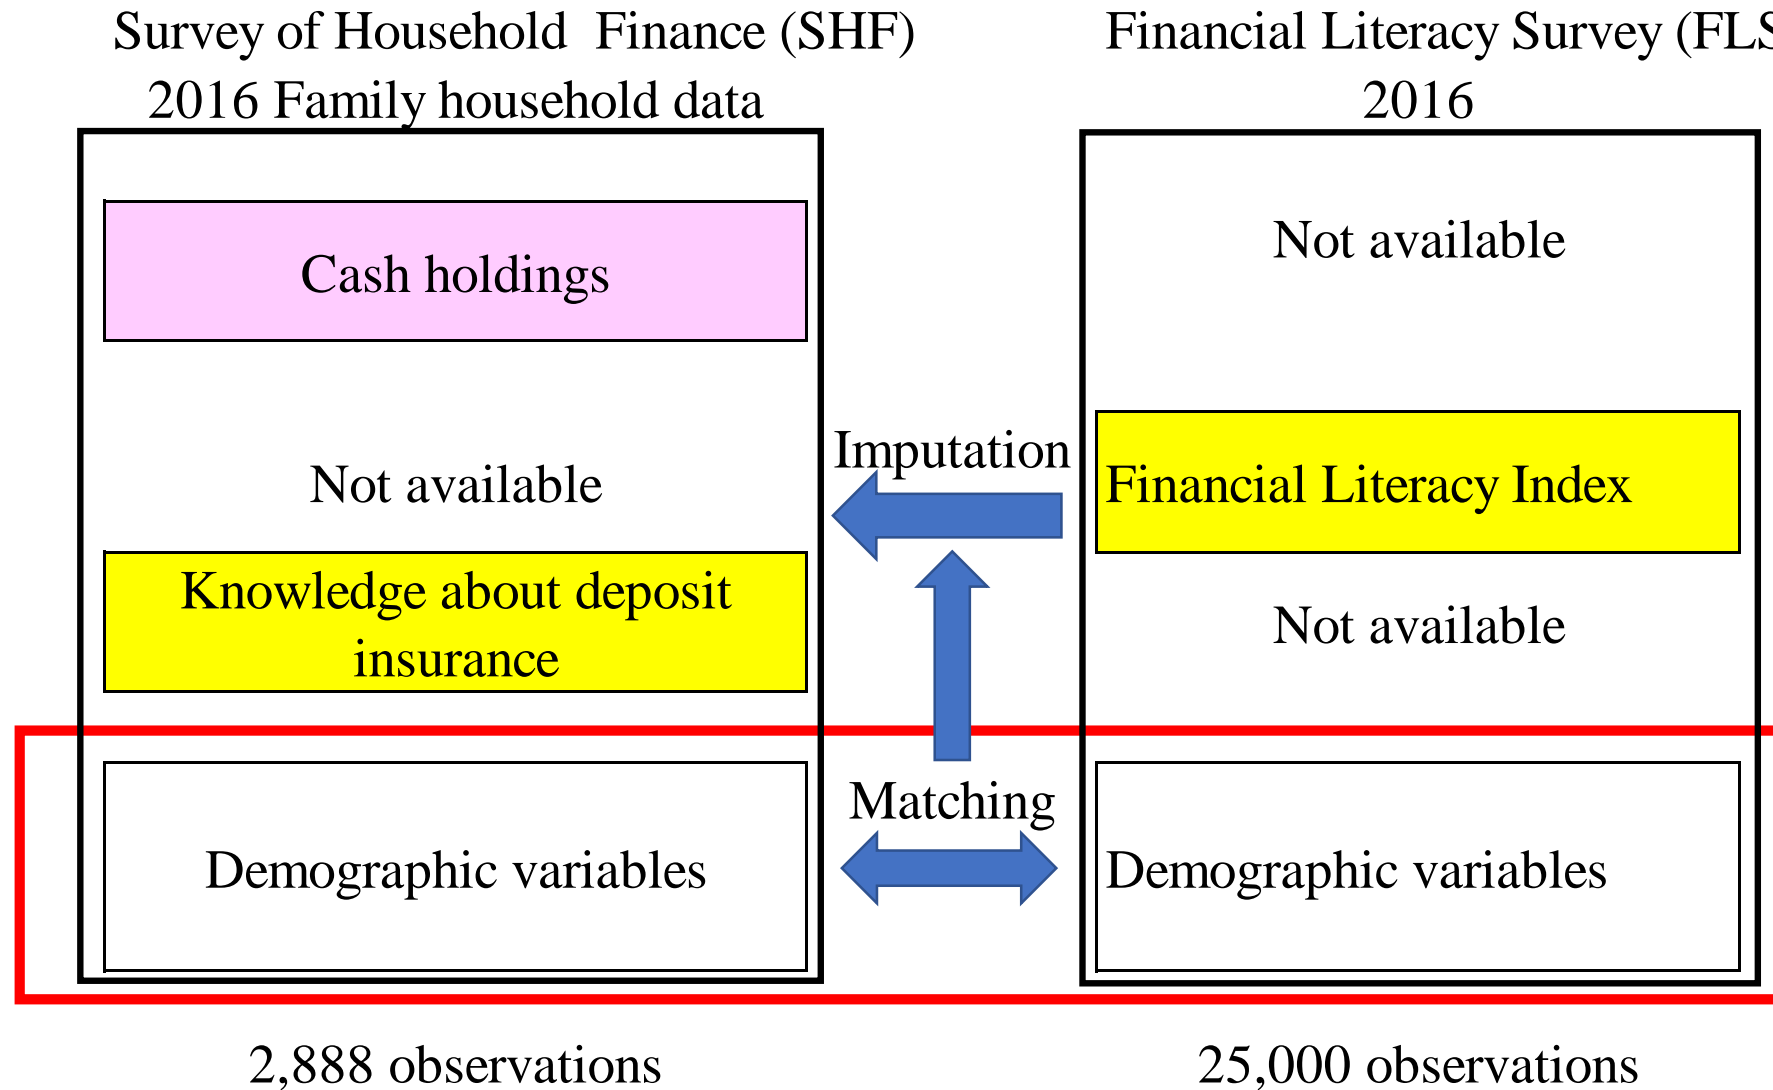 Survey of Household Finance (SHF)
2016 Family household data
Financial Literacy Survey (FLS
2016
Cash holdings
Not available
Imputation
Not available
Financial Literacy Index
Knowledge about deposit
insurance
Not available
Matching
Demographic variables
Demographic variables
2,888 observations
25,000 observations